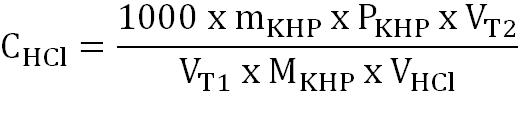 C_HCl = (1000 x m_KHP x P_KHP x V_T2) / (V_T1 x M_KHP x V_HCl)